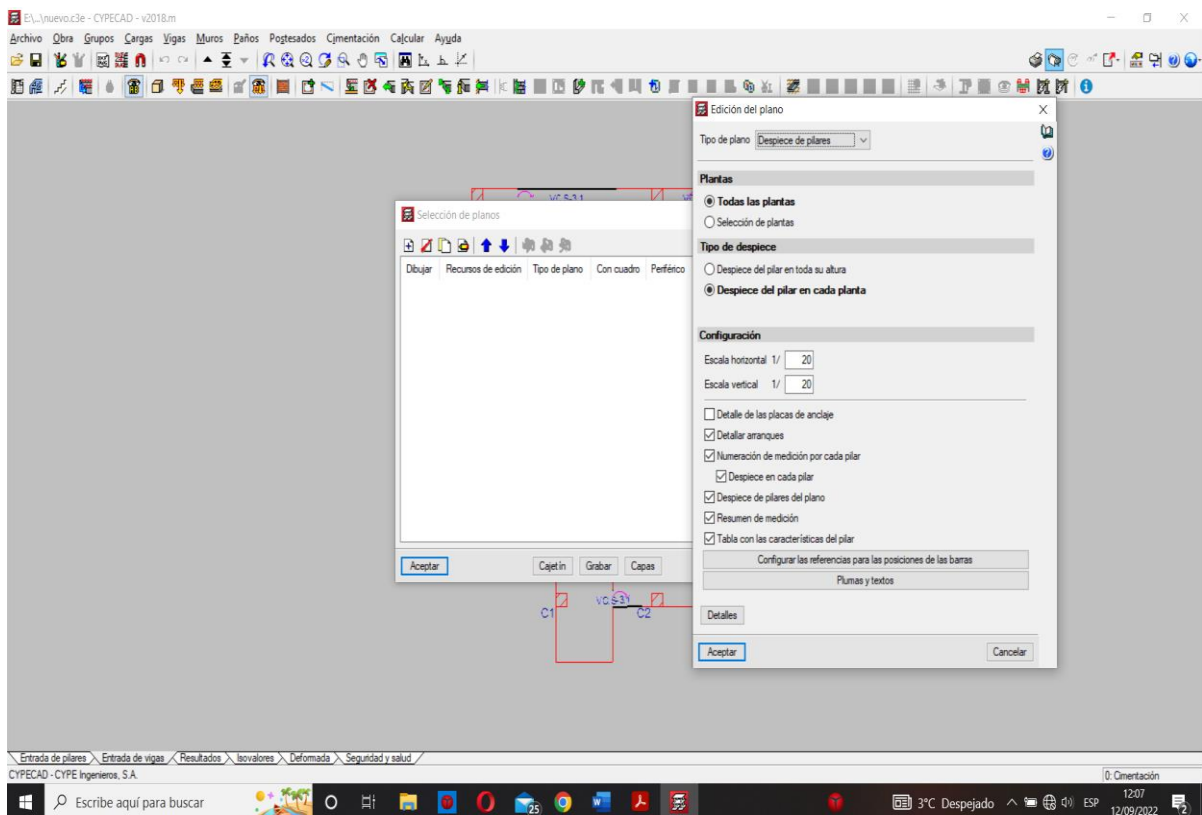 E:\...\nuevo.c3e - CYPECAD - v2018.m
Archivo Obra Grupos Cargas Vigas Muros Paños Postesados Cimentación Calcular Ayuda
Edición del plano
Tipo de plano Despiece de pilares
Plantas
Todas las plantas
Selección de plantas
Tipo de despiece
Despiece del pilar en toda su altura
Despiece del pilar en cada planta
Configuración
Escala horizontal 1/ 20
Escala vertical 1/ 20
Detalle de las placas de anclaje
Detallar arranques
Numeración de medición por cada pilar
Despiece en cada pilar
Despiece de pilares del plano
Resumen de medición
Tabla con las características del pilar
Configurar las referencias para las posiciones de las barras
Plumas y textos
Detalles
Aceptar Cancelar
Selección de planos
Dibujar Recursos de edición Tipo de plano Con cuadro Periférico
Aceptar Cajetín Grabar Capas
C1 C2
Entrada de pilares Entrada de vigas Resultados Isovalores Deformada Seguridad y salud
CYPECAD - CYPE Ingenieros, S.A.
0: Cimentación
Escribe aquí para buscar
25
3°C Despejado
ESP
12:07
12/09/2022
2